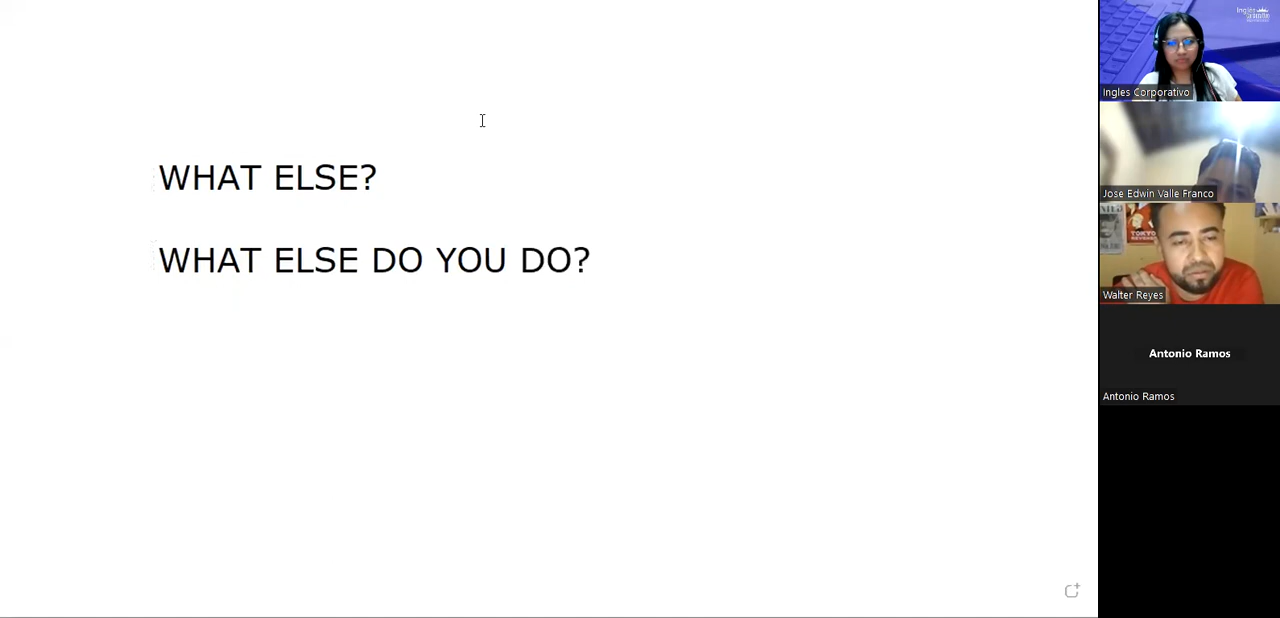 WHAT ELSE?
WHAT ELSE DO YOU DO?
Ingles Corporativo
Jose Edwin Valle Franco
TOKYO
Walter Reyes
Antonio Ramos
Antonio Ramos